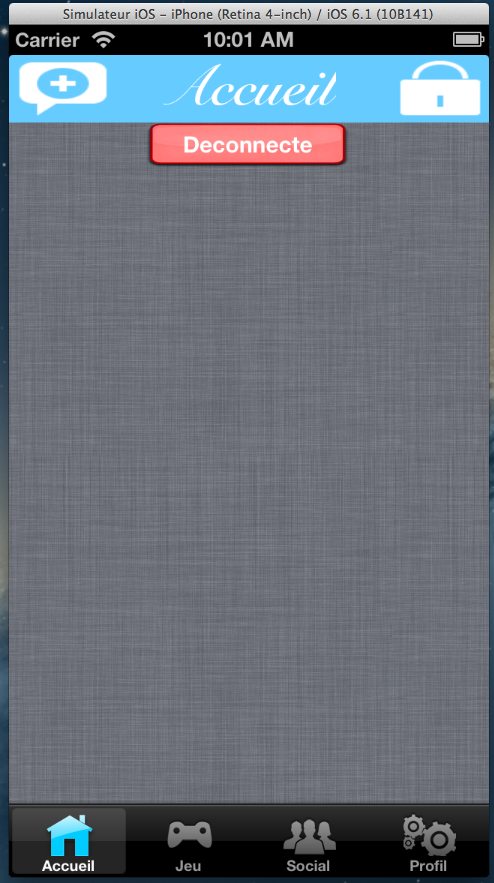 Simulateur iOS - iPhone (Retina 4-inch) / iOS 6.1 (10B141)
Carrier 10:01 AM
Accueil
Deconnecte
Accueil Jeu Social Profil